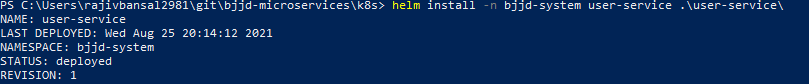 PS C:\Users\rajivbansal2981\git\bjjd-microservices\k8s> helm install -n bjjd-system user-service .\user-service\
NAME: user-service
LAST DEPLOYED: Wed Aug 25 20:14:12 2021
NAMESPACE: bjjd-system
STATUS: deployed
REVISION: 1